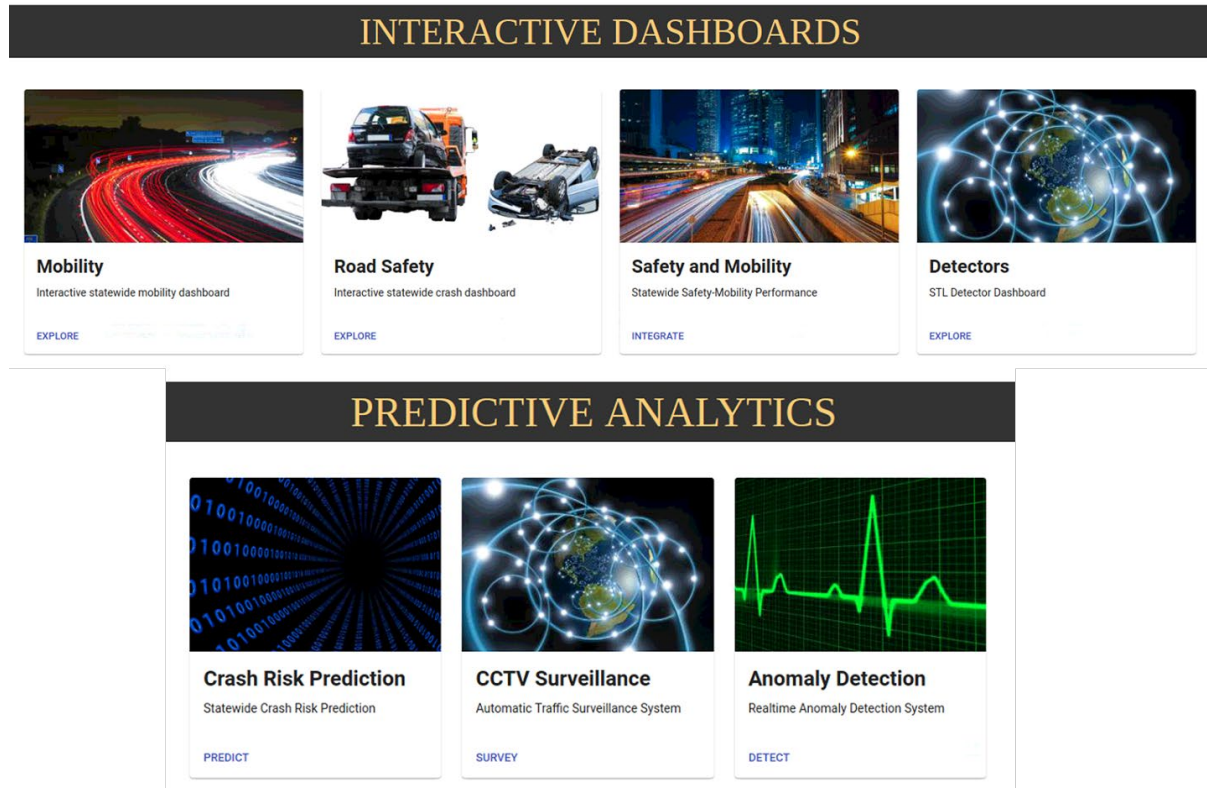 INTERACTIVE DASHBOARDS
Mobility
Interactive statewide mobility dashboard
EXPLORE
Road Safety
Interactive statewide crash dashboard
EXPLORE
Safety and Mobility
Statewide Safety-Mobility Performance
INTEGRATE
Detectors
STL Detector Dashboard
EXPLORE
PREDICTIVE ANALYTICS
Crash Risk Prediction
Statewide Crash Risk Prediction
PREDICT
CCTV Surveillance
Automatic Traffic Surveillance System
SURVEY
Anomaly Detection
Realtime Anomaly Detection System
DETECT